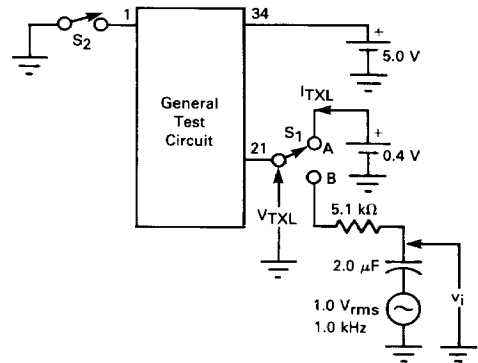 S2
1
34
+
5.0 V
General
Test
Circuit
ITXL
21
S1
A
+
0.4 V
B
VTXL
5.1 kΩ
2.0 μF
vi
1.0 Vrms
1.0 kHz